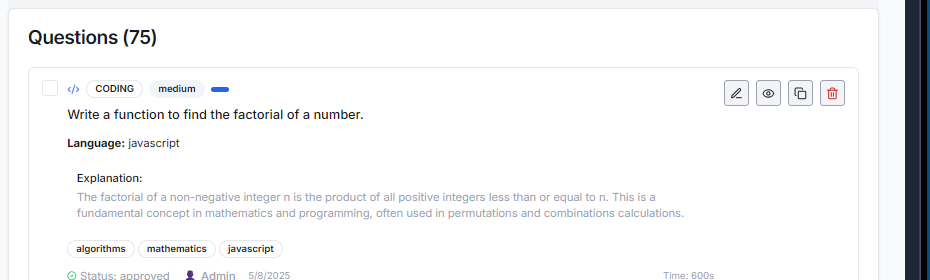 Questions (75)
</> CODING medium
Write a function to find the factorial of a number.
Language: javascript
Explanation:
The factorial of a non-negative integer n is the product of all positive integers less than or equal to n. This is a
fundamental concept in mathematics and programming, often used in permutations and combinations calculations.
algorithms mathematics javascript
Status: approved Admin 5/8/2025 Time: 600s